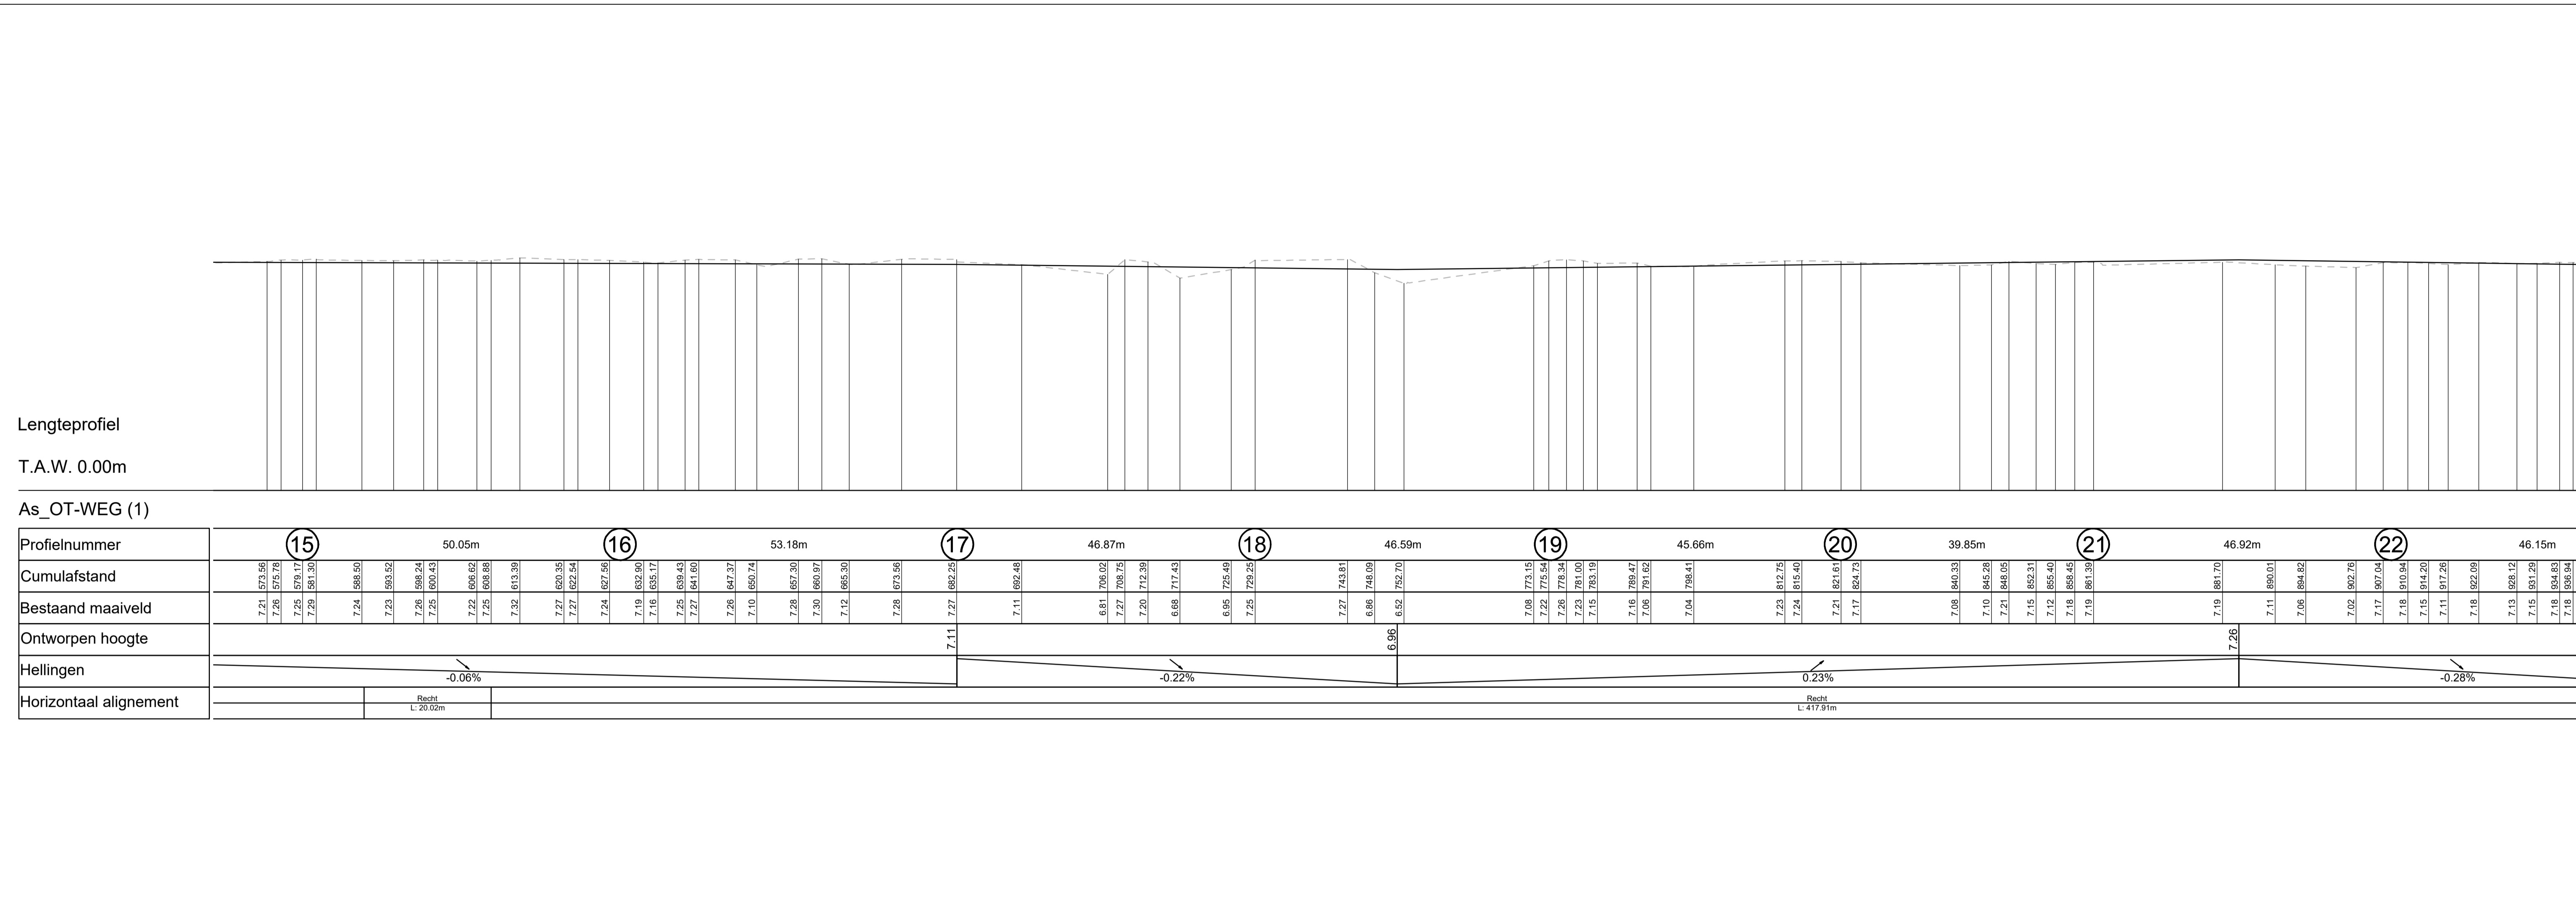 Lengteprofiel
T.A.W. 0.00m
As_OT-WEG (1)
Profielnummer 15 50.05m 16 53.18m 17 46.87m 18 46.59m 19 45.66m 20 39.85m 21 46.92m 22 46.15m
Cumulafstand 573.56 575.78 579.17 581.30 588.50 593.52 598.24 600.43 606.62 608.88 613.39 620.35 622.54 627.56 632.90 635.17 639.43 641.60 647.37 650.74 657.30 660.97 665.30 673.56 682.25 692.48 706.02 708.75 712.39 717.43 725.49 729.25 743.81 748.09 752.70 773.15 775.54 778.34 781.00 783.19 789.47 791.62 798.41 812.75 815.40 821.61 824.73 840.33 845.28 848.05 852.31 855.40 858.45 861.39 881.70 890.01 894.82 902.76 907.04 910.94 914.20 917.26 922.09 928.12 931.29 934.83 936.94
Bestaand maaiveld 7.21 7.26 7.25 7.29 7.24 7.23 7.26 7.25 7.22 7.25 7.32 7.27 7.27 7.24 7.19 7.16 7.25 7.27 7.26 7.10 7.28 7.30 7.12 7.28 7.27 7.11 6.81 7.27 7.20 6.68 6.95 7.25 7.27 6.86 6.52 7.08 7.22 7.26 7.23 7.15 7.16 7.06 7.04 7.23 7.24 7.21 7.17 7.08 7.10 7.21 7.15 7.12 7.18 7.19 7.19 7.11 7.06 7.02 7.17 7.18 7.15 7.11 7.18 7.13 7.15 7.18 7.18
Ontworpen hoogte 7.11 6.96 7.26
Hellingen -0.06% -0.22% 0.23% -0.28%
Horizontaal alignement Recht Recht
L: 20.02m L: 417.91m